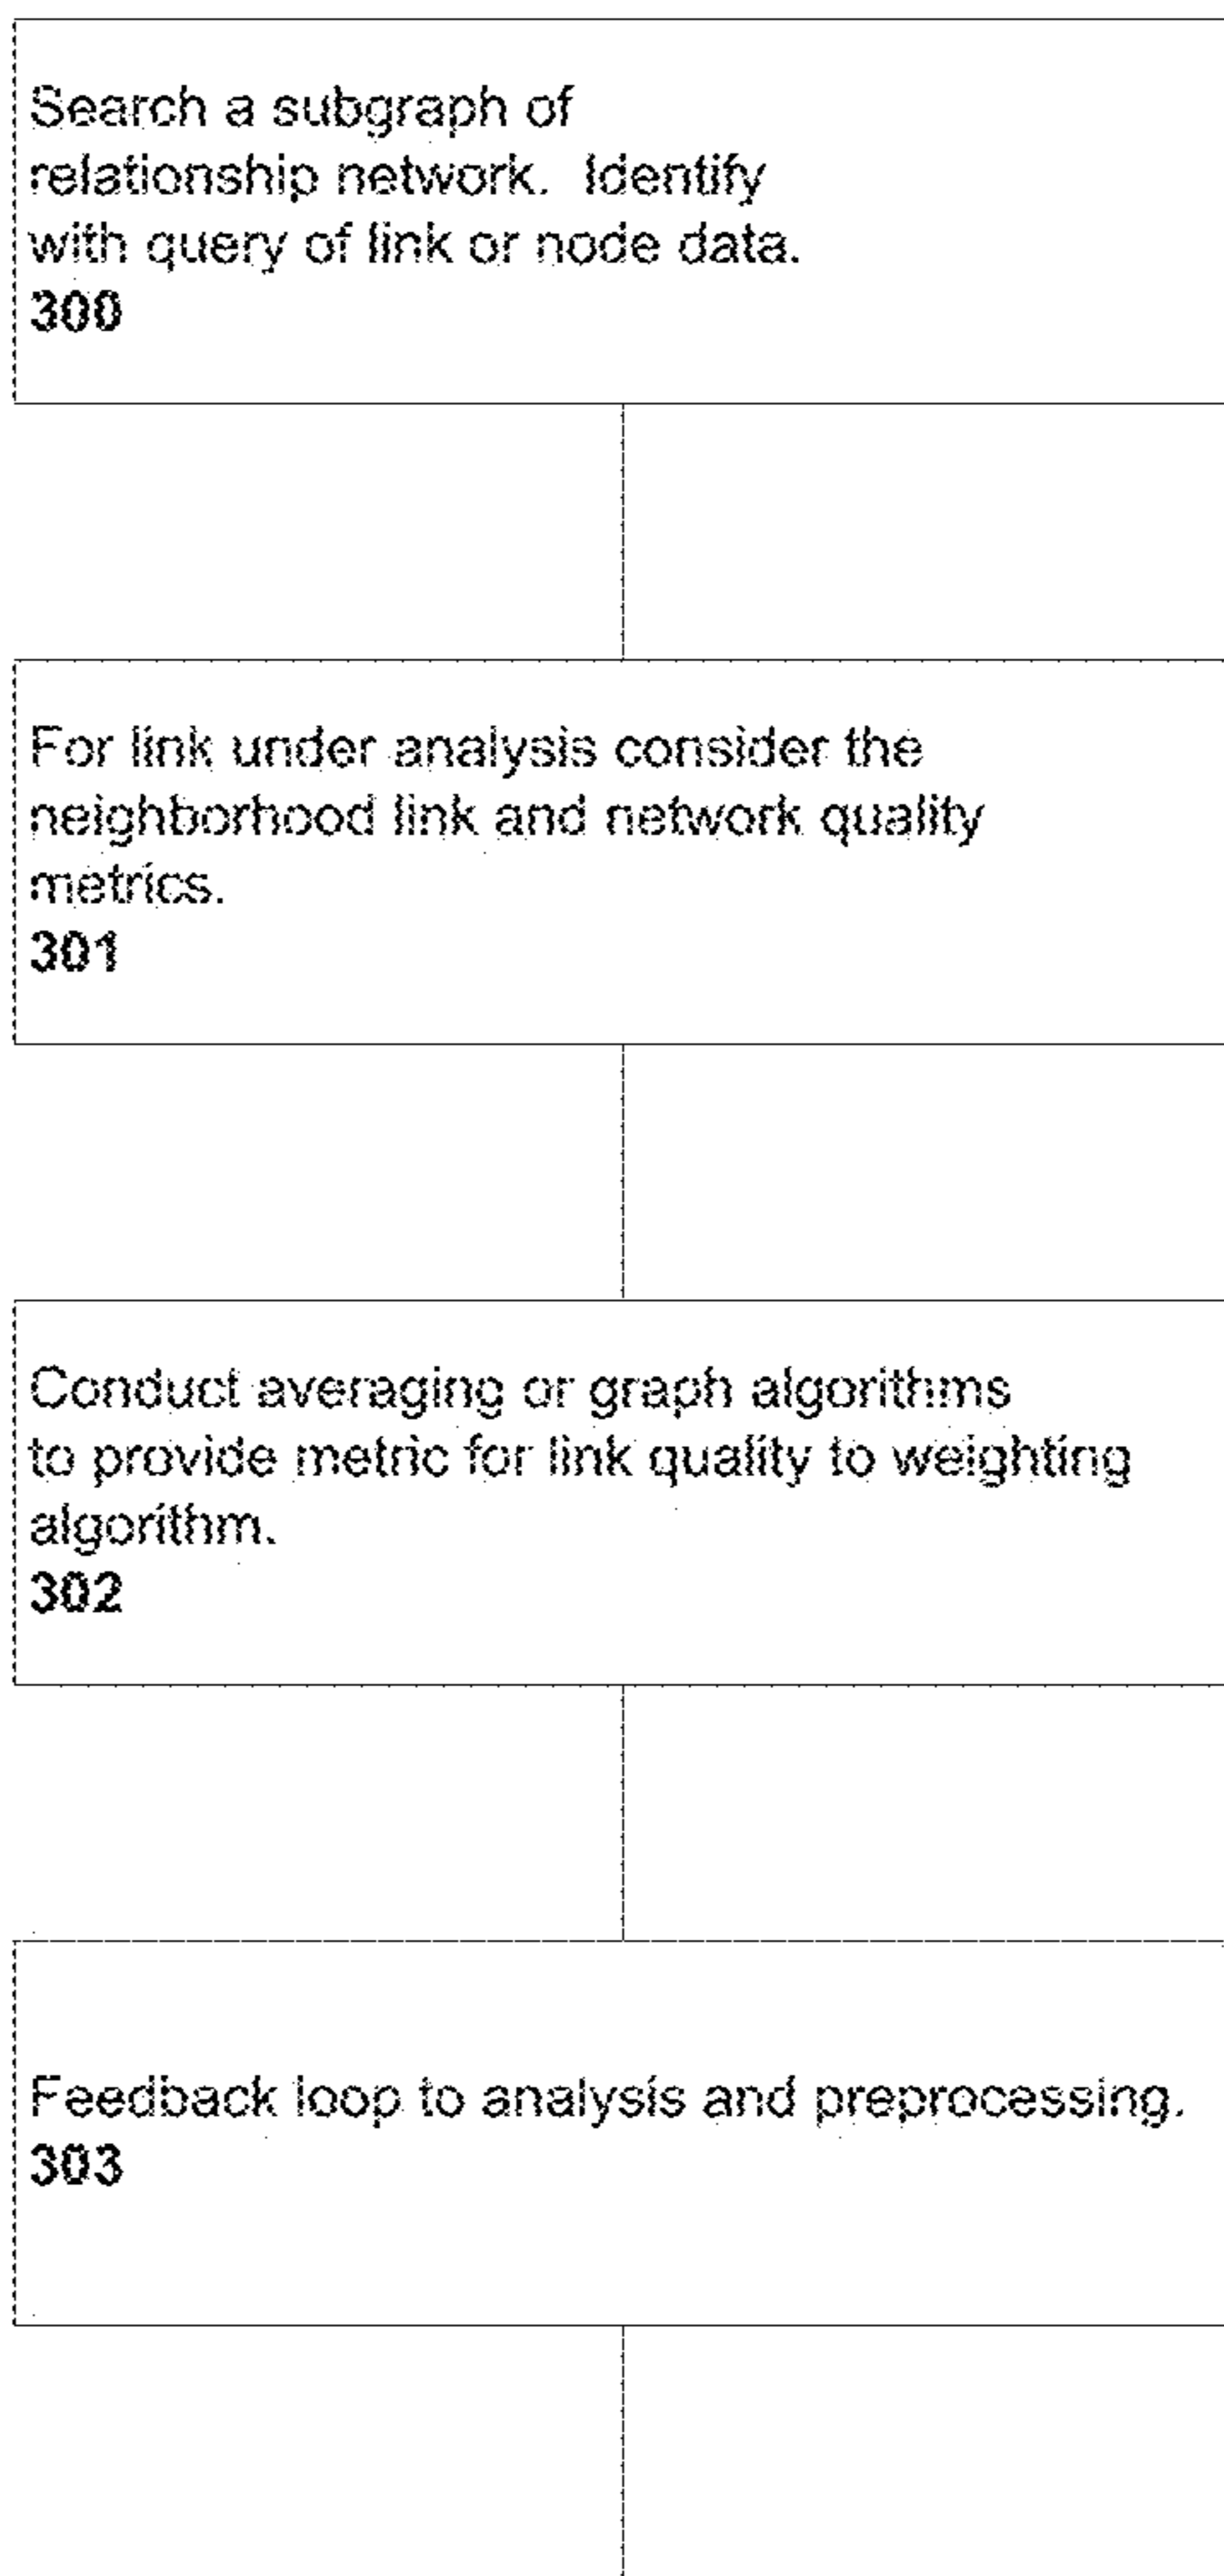 Search a subgraph of
relationship network.  Identify
with query of link or node data.
300
For link under analysis consider the
neighborhood link and network quality
metrics.
301
Conduct averaging or graph algorithms
to provide metric for link quality to weighting
algorithm.
302
Feedback loop to analysis and preprocessing.
303